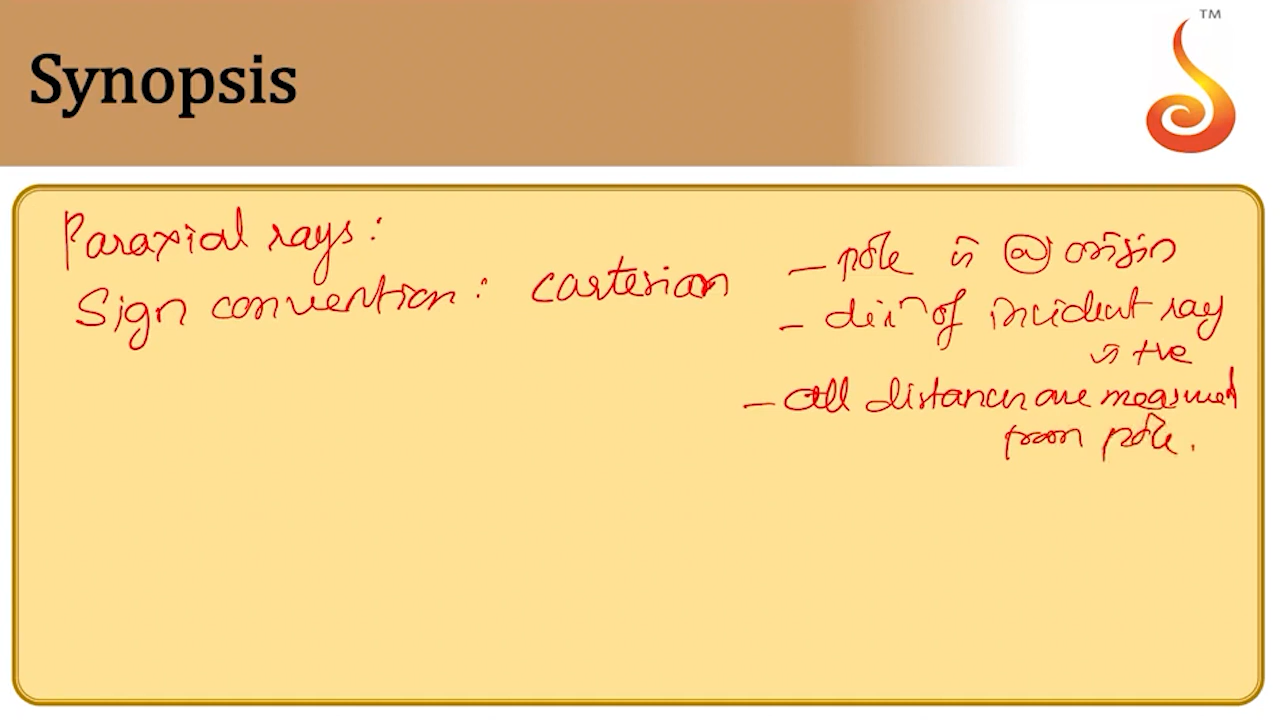 Synopsis
TM
Paraxial rays :
Sign convention : cartesian
– pole is @ origin
– dirⁿ of incident ray
is +ve
– all distances are measured
from pole.